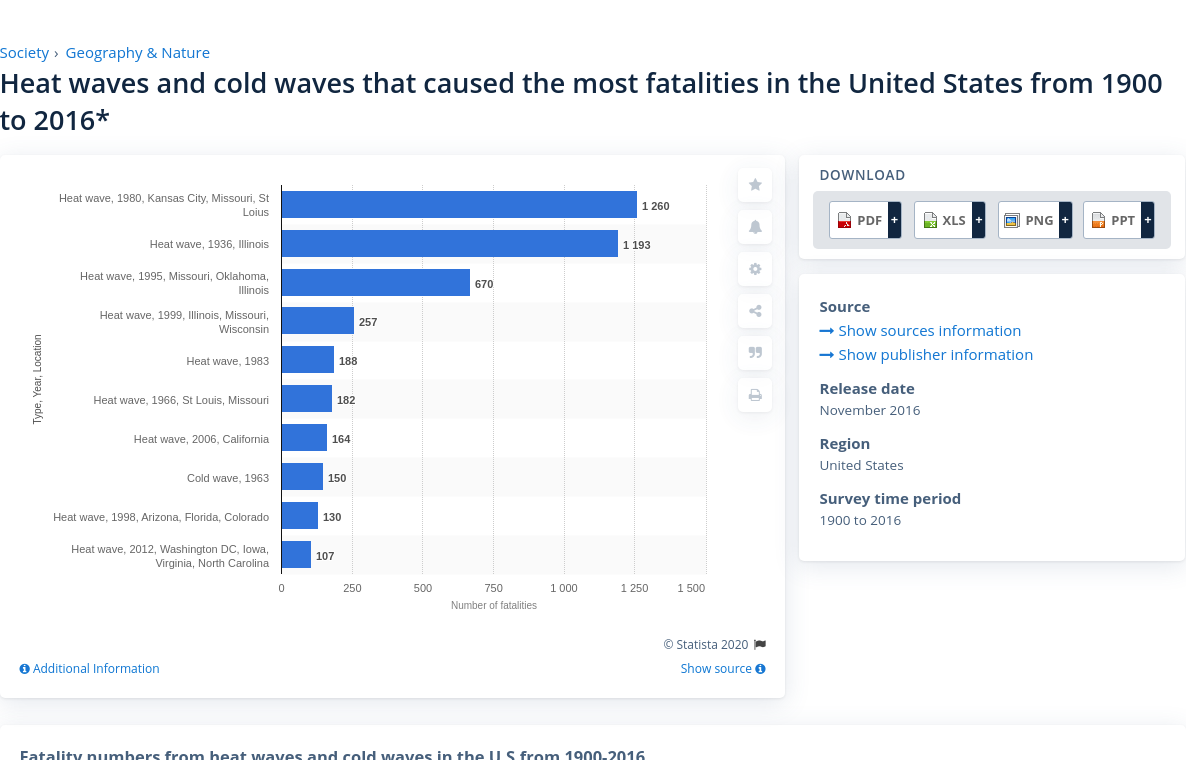 Society › Geography & Nature
Heat waves and cold waves that caused the most fatalities in the United States from 1900
to 2016*
Type, Year, Location
Heat wave, 1980, Kansas City, Missouri, St
Loius
1 260
Heat wave, 1936, Illinois
1 193
Heat wave, 1995, Missouri, Oklahoma,
Illinois
670
Heat wave, 1999, Illinois, Missouri,
Wisconsin
257
Heat wave, 1983
188
Heat wave, 1966, St Louis, Missouri
182
Heat wave, 2006, California
164
Cold wave, 1963
150
Heat wave, 1998, Arizona, Florida, Colorado
130
Heat wave, 2012, Washington DC, Iowa,
Virginia, North Carolina
107
0 250 500 750 1 000 1 250 1 500
Number of fatalities
© Statista 2020
Additional Information
Show source
DOWNLOAD
PDF + XLS + PNG + PPT +
Source
Show sources information
Show publisher information
Release date
November 2016
Region
United States
Survey time period
1900 to 2016
Fatality numbers from heat waves and cold waves in the U.S from 1900-2016